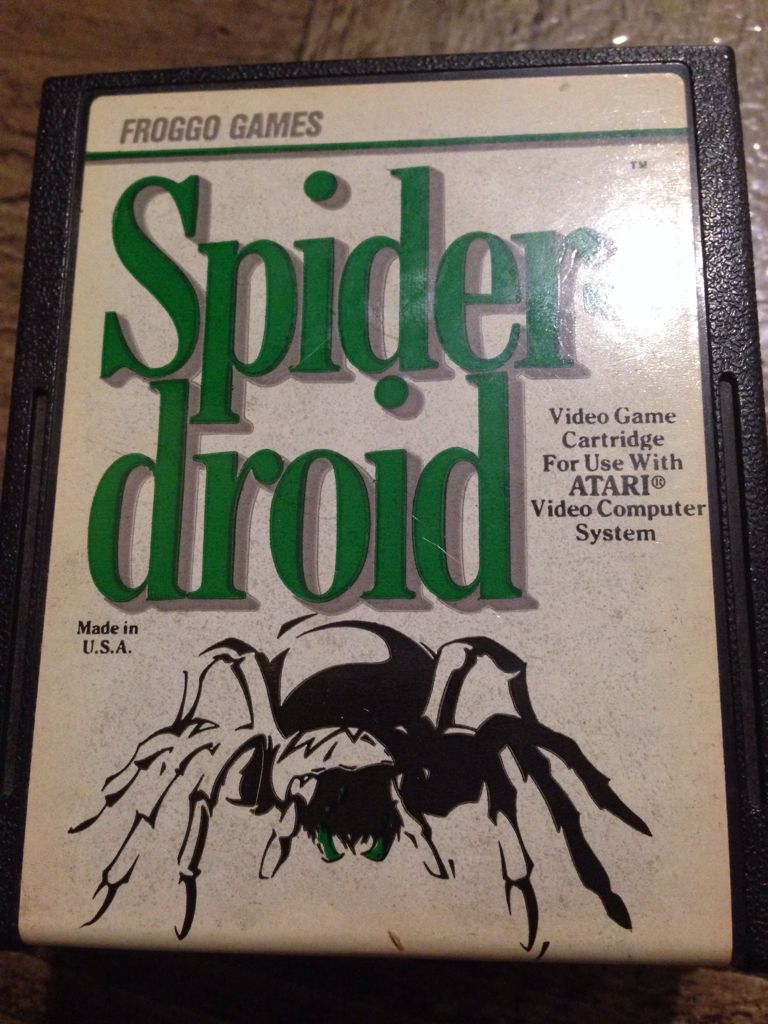 FROGGO GAMES
TM
Spider
droid
Video Game
Cartridge
For Use With
ATARI®
Video Computer
System
Made in
U.S.A.